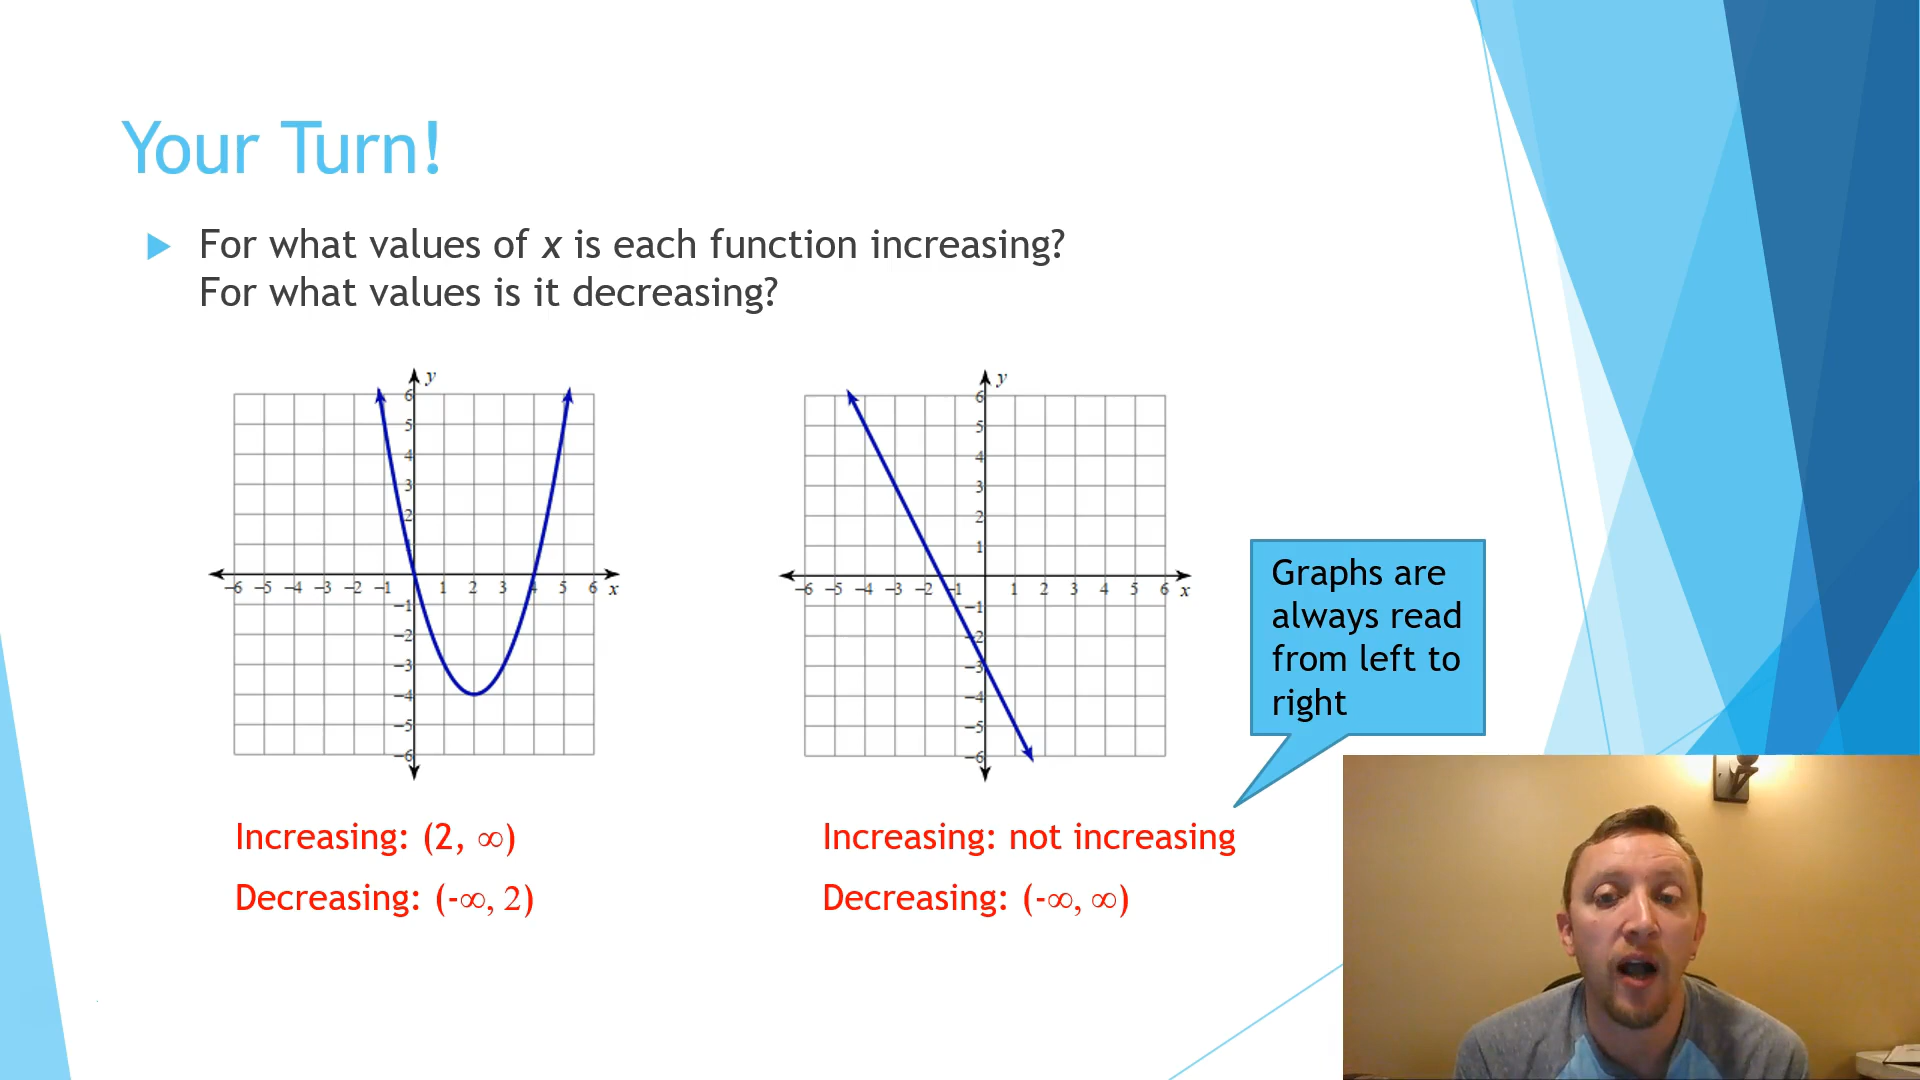 Your Turn!
For what values of x is each function increasing?
For what values is it decreasing?
y
6
5
4
3
2
1
-6 -5 -4 -3 -2 -1 1 2 3 4 5 6 x
-1
-2
-3
-4
-5
-6
y
6
5
4
3
2
1
-6 -5 -4 -3 -2 -1 1 2 3 4 5 6 x
-1
-2
-3
-4
-5
-6
Graphs are
always read
from left to
right
Increasing: (2, ∞)
Decreasing: (-∞, 2)
Increasing: not increasing
Decreasing: (-∞, ∞)